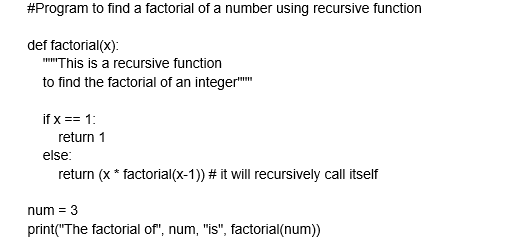 #Program to find a factorial of a number using recursive function
def factorial(x):
"""This is a recursive function
to find the factorial of an integer"""
if x == 1:
return 1
else:
return (x * factorial(x-1)) # it will recursively call itself
num = 3
print("The factorial of", num, "is", factorial(num))